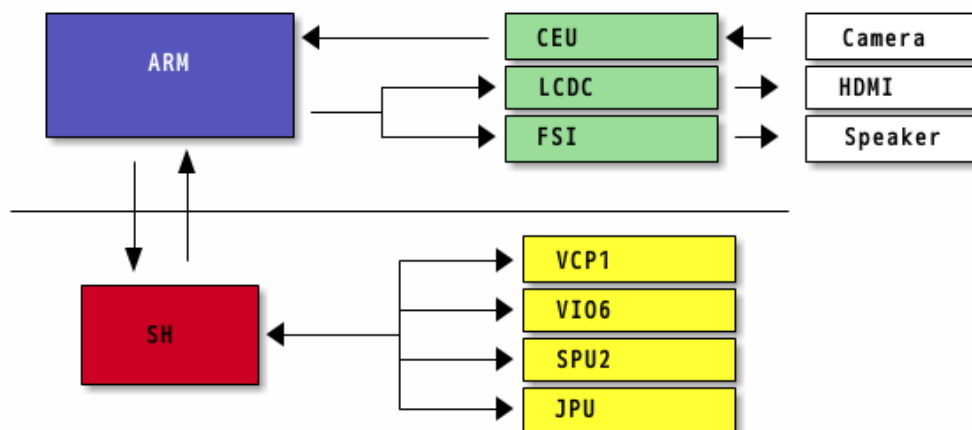 ARM
CEU
Camera
LCDC
HDMI
FSI
Speaker
SH
VCP1
VIO6
SPU2
JPU